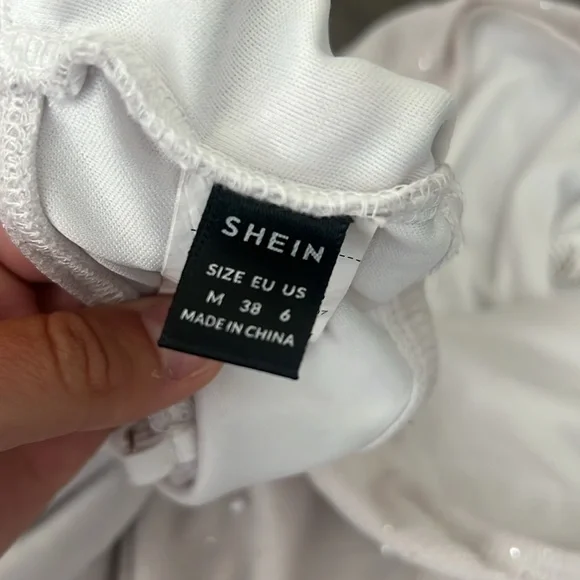 SHEIN
SIZE EU US
M 38 6
MADE IN CHINA